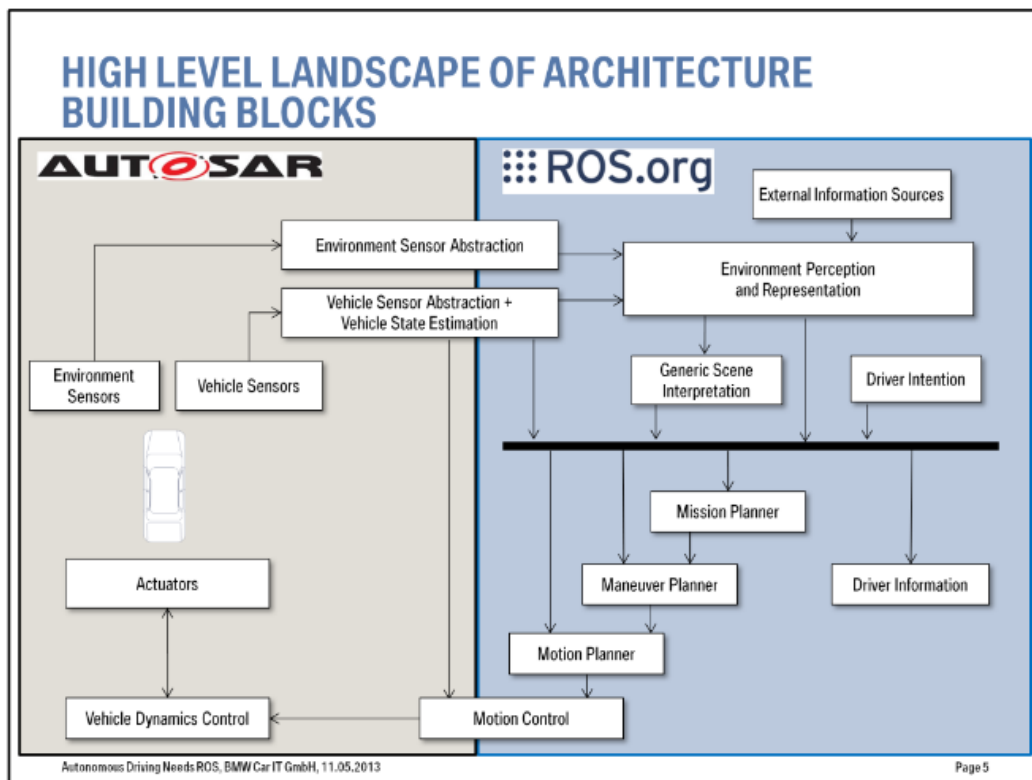 HIGH LEVEL LANDSCAPE OF ARCHITECTURE
BUILDING BLOCKS
AUTOSAR
ROS.org
External Information Sources
Environment Sensor Abstraction
Environment Perception
and Representation
Vehicle Sensor Abstraction +
Vehicle State Estimation
Environment
Sensors
Vehicle Sensors
Generic Scene
Interpretation
Driver Intention
Mission Planner
Actuators
Maneuver Planner
Driver Information
Motion Planner
Vehicle Dynamics Control
Motion Control
Autonomous Driving Needs ROS, BMW Car IT GmbH, 11.05.2013
Page 5